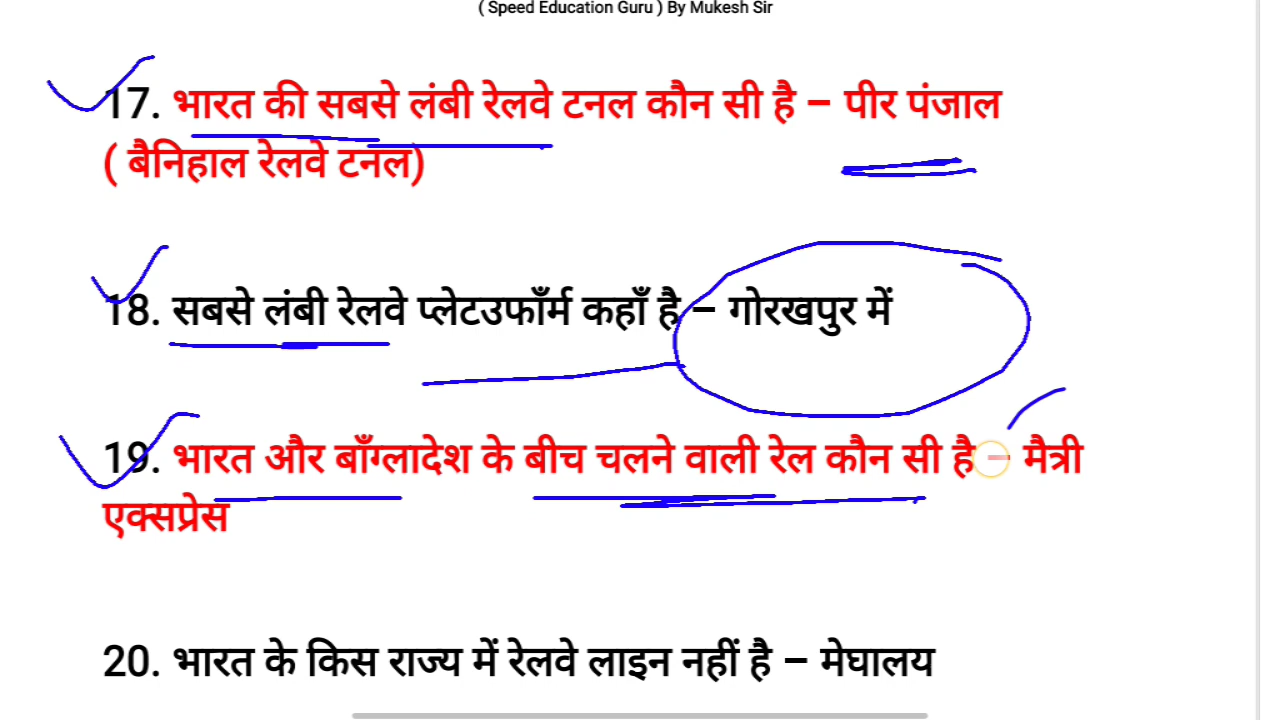 ( Speed Education Guru ) By Mukesh Sir
17. भारत की सबसे लंबी रेलवे टनल कौन सी है – पीर पंजाल
( बैनिहाल रेलवे टनल)
18. सबसे लंबी रेलवे प्लेटउफाँर्म कहाँ है – गोरखपुर में
19. भारत और बाँग्लादेश के बीच चलने वाली रेल कौन सी है – मैत्री
एक्सप्रेस
20. भारत के किस राज्य में रेलवे लाइन नहीं है – मेघालय